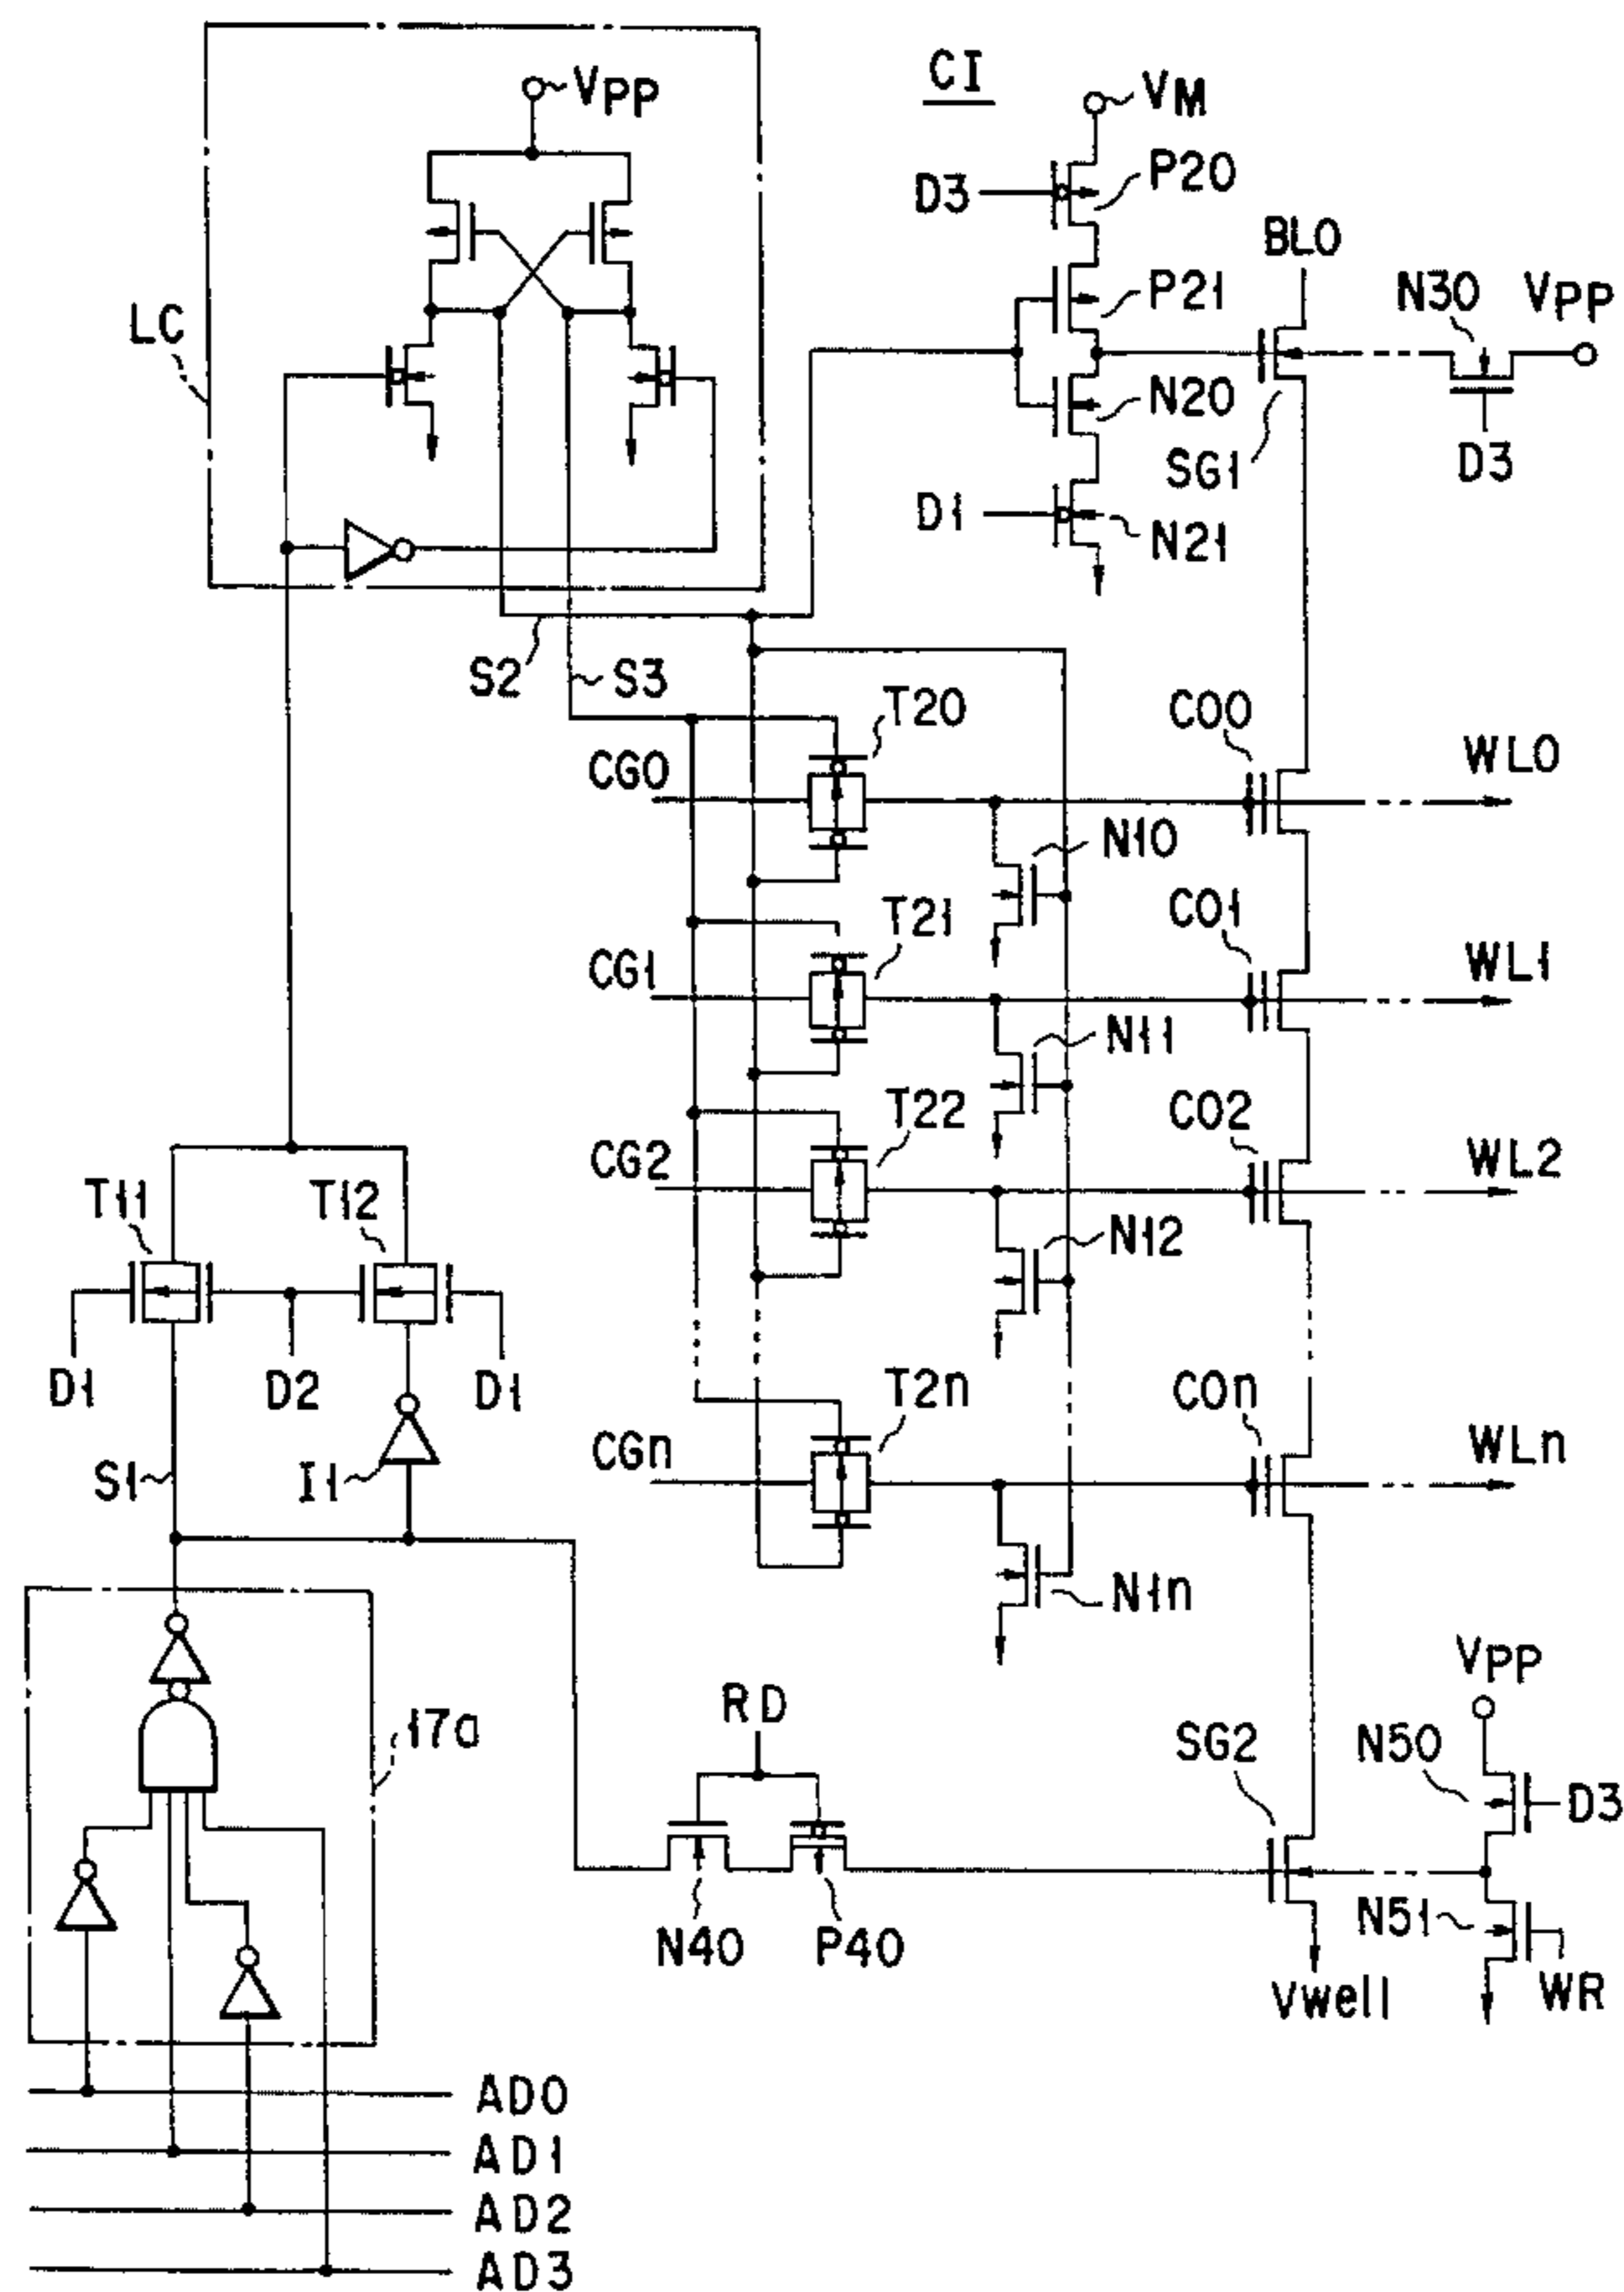 CI
VPP
VM
P20
D3
BL0
P21
N30
VPP
LC
N20
SG1
D3
D1
N21
S2
S3
T20
C00
WL0
CG0
N10
T21
C01
WL1
CG1
N11
T22
C02
WL2
CG2
T11
T12
N12
D1
D2
D1
T2n
C0n
CGn
WLn
S1
I1
N1n
VPP
RD
17a
SG2
N50
D3
N40
P40
N51
Vwell
WR
AD0
AD1
AD2
AD3